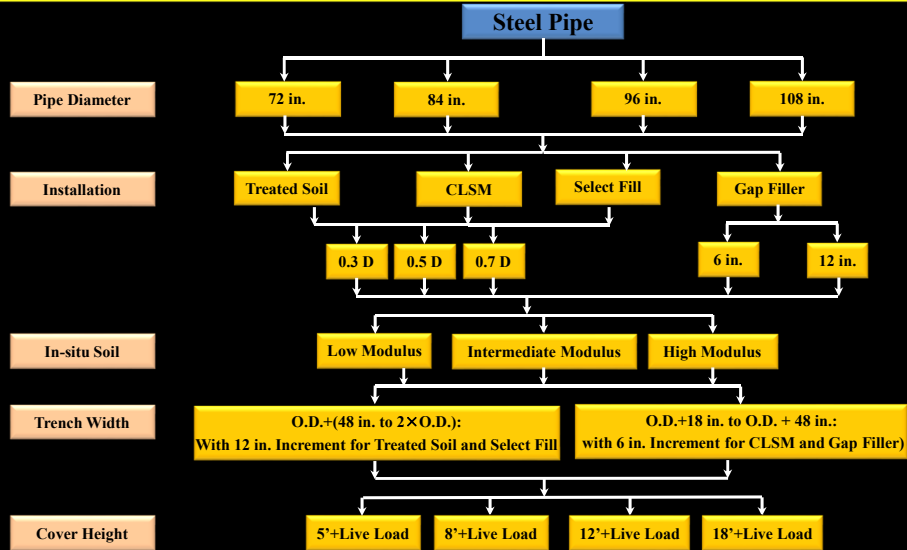 Steel Pipe
Pipe Diameter
72 in.
84 in.
96 in.
108 in.
Installation
Treated Soil
CLSM
Select Fill
Gap Filler
0.3 D
0.5 D
0.7 D
6 in.
12 in.
In-situ Soil
Low Modulus
Intermediate Modulus
High Modulus
Trench Width
O.D.+(48 in to 2×O.D.):
With 12 in. Increment for Treated Soil and Select Fill
O.D.+18 in. to O.D. + 48 in.:
with 6 in. Increment for CLSM and Gap Filler)
Cover Height
5’+Live Load
8’+Live Load
12’+Live Load
18’+Live Load